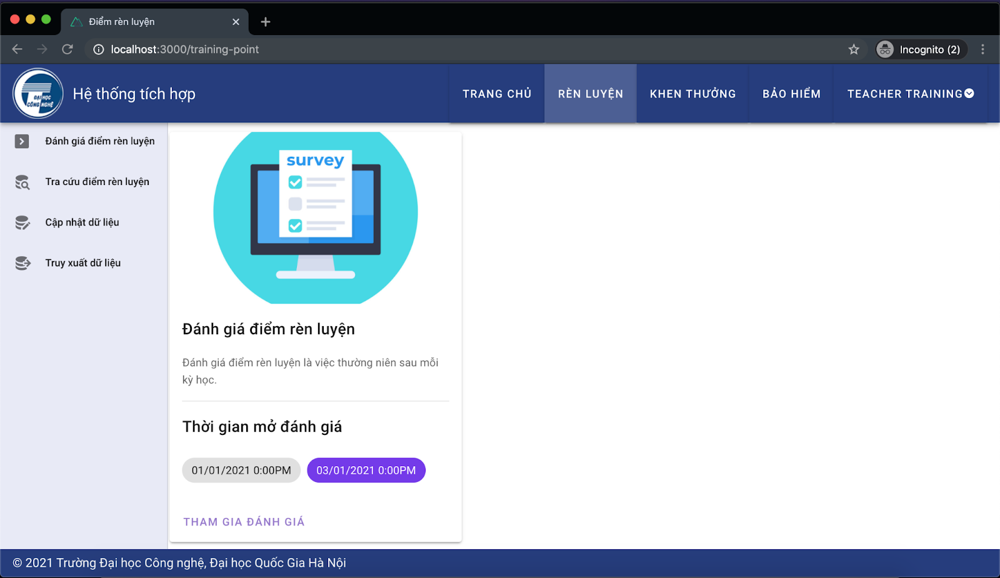 Điểm rèn luyện
localhost:3000/training-point
Incognito (2)
ĐẠI HỌC
CÔNG NGHỆ
Hệ thống tích hợp
TRANG CHỦ
RÈN LUYỆN
KHEN THƯỞNG
BẢO HIỂM
TEACHER TRAINING
Đánh giá điểm rèn luyện
Tra cứu điểm rèn luyện
Cập nhật dữ liệu
Truy xuất dữ liệu
survey
Đánh giá điểm rèn luyện
Đánh giá điểm rèn luyện là việc thường niên sau mỗi
kỳ học.
Thời gian mở đánh giá
01/01/2021 0:00PM
03/01/2021 0:00PM
THAM GIA ĐÁNH GIÁ
© 2021 Trường Đại học Công nghệ, Đại học Quốc Gia Hà Nội